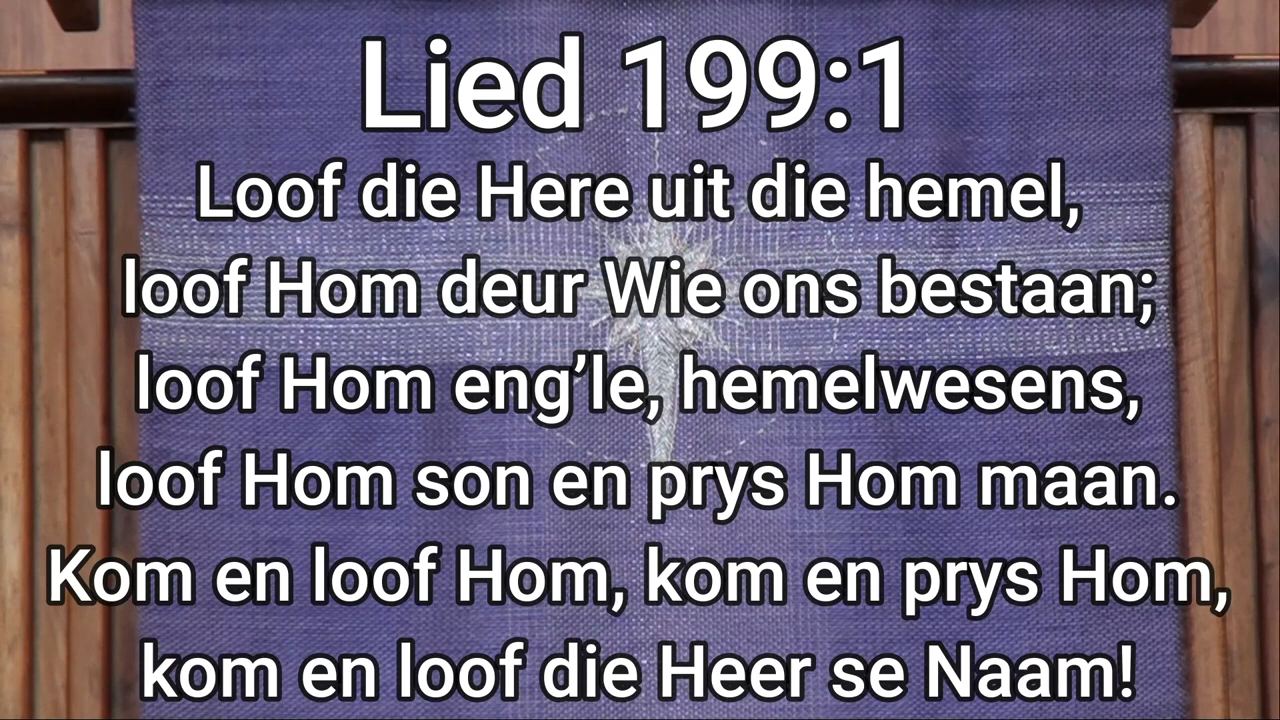 Lied 199:1
Loof die Here uit die hemel,
loof Hom deur Wie ons bestaan;
loof Hom eng’le, hemelwesens,
loof Hom son en prys Hom maan.
Kom en loof Hom, kom en prys Hom,
kom en loof die Heer se Naam!